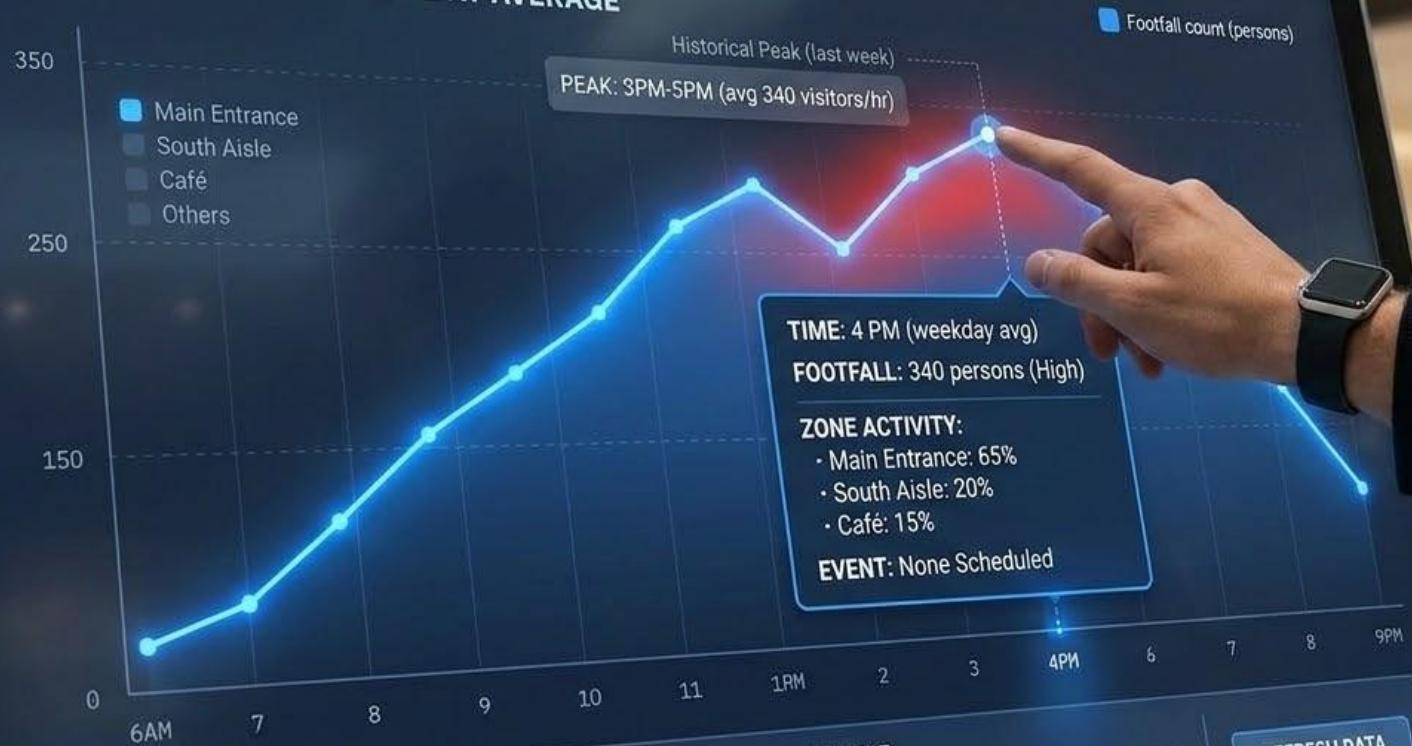 AVERAGE
Footfall count (persons)
Historical Peak (last week)
PEAK: 3PM-5PM (avg 340 visitors/hr)
350
250
150
0
Main Entrance
South Aisle
Café
Others
TIME: 4 PM (weekday avg)
FOOTFALL: 340 persons (High)
ZONE ACTIVITY:
· Main Entrance: 65%
· South Aisle: 20%
· Café: 15%
EVENT: None Scheduled
6AM 7 8 9 10 11 1PM 2 3 4PM 6 7 8 9PM
REFRESH DATA